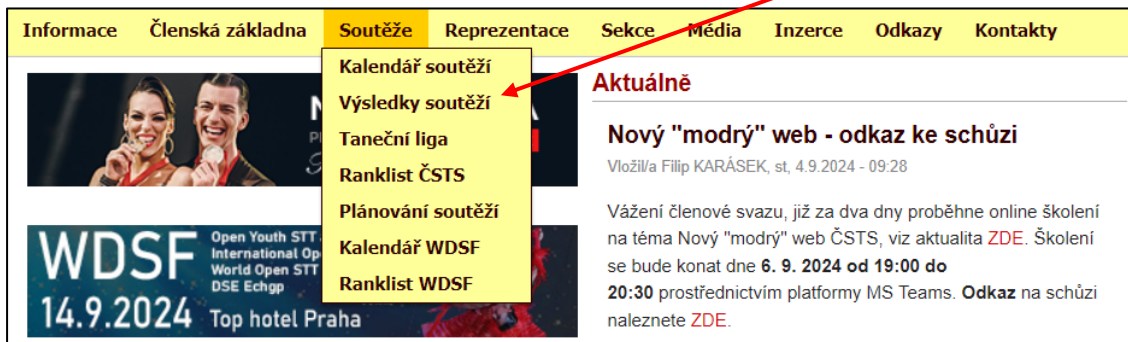 Informace Členská základna Soutěže Reprezentace Sekce Média Inzerce Odkazy Kontakty
Kalendář soutěží
Výsledky soutěží
Taneční liga
Ranklist ČSTS
Plánování soutěží
Kalendář WDSF
Ranklist WDSF
WDSF
Open Youth STT
International Op
World Open STT
DSE Echgp
14.9.2024 Top hotel Praha
Aktuálně
Nový "modrý" web - odkaz ke schůzi
Vložil/a Filip KARÁSEK, st, 4.9.2024 - 09:28
Vážení členové svazu, již za dva dny proběhne online školení
na téma Nový "modrý" web ČSTS, viz aktualita ZDE. Školení
se bude konat dne 6. 9. 2024 od 19:00 do
20:30 prostřednictvím platformy MS Teams. Odkaz na schůzi
naleznete ZDE.